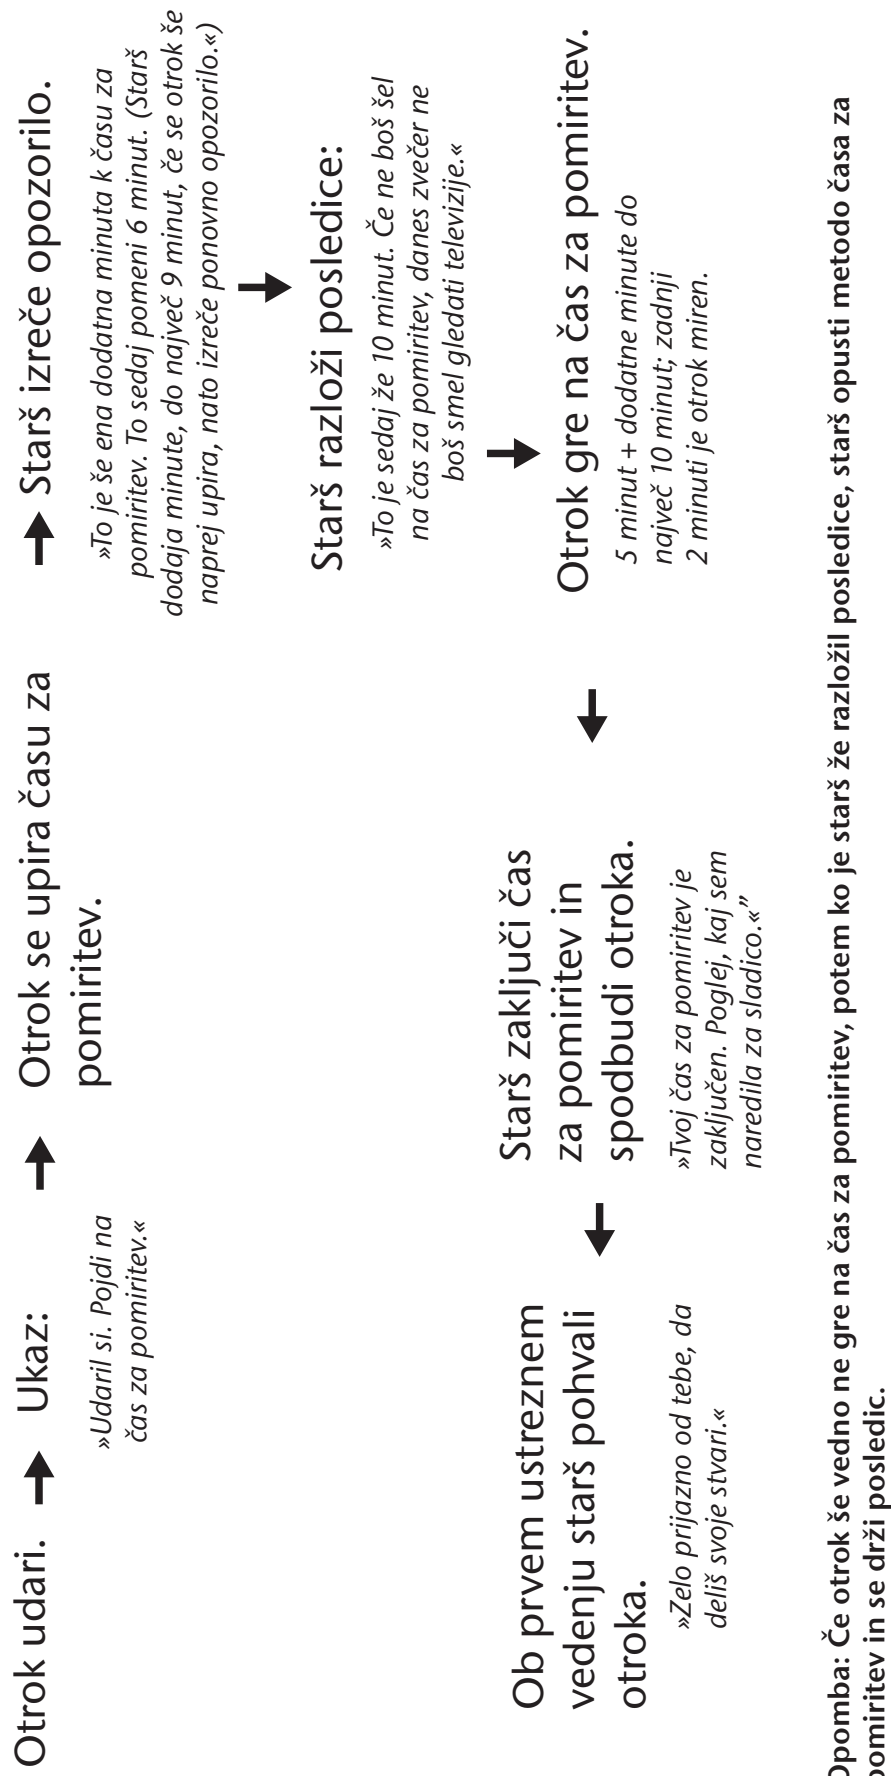 Otrok udari.
Ukaz:
»Udaril si. Pojdi na
čas za pomiritev.«
Otrok se upira času za
pomiritev.
Starš izreče opozorilo.
»To je še ena dodatna minuta k času za
pomiritev. To sedaj pomeni 6 minut. (Starš
dodaja minute, do največ 9 minut, če se otrok še
naprej upira, nato izreče ponovno opozorilo.«)
Starš razloži posledice:
»To je sedaj že 10 minut. Če ne boš šel
na čas za pomiritev, danes zvečer ne
boš smel gledati televizije.«
Otrok gre na čas za pomiritev.
5 minut + dodatne minute do
največ 10 minut; zadnji
2 minuti je otrok miren.
Starš zaključi čas
za pomiritev in
spodbudi otroka.
»Tvoj čas za pomiritev je
zaključen. Poglej, kaj sem
naredila za sladico.«”
Ob prvem ustreznem
vedenju starš pohvali
otroka.
»Zelo prijazno od tebe, da
deliš svoje stvari.«
Opomba: Če otrok še vedno ne gre na čas za pomiritev, potem ko je starš že razložil posledice, starš opusti metodo časa za
pomiritev in se drži posledic.